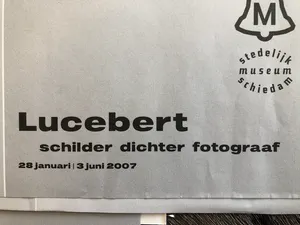 M
stedelijk
museum
schiedam
Lucebert
schilder dichter fotograaf
28 januari | 3 juni 2007